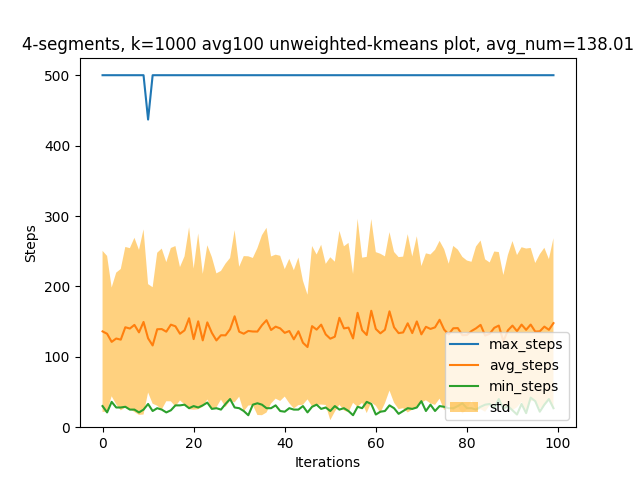 4-segments, k=1000 avg100 unweighted-kmeans plot, avg_num=138.01
500
400
300
200
100
0
Steps
0
20
40
60
80
100
Iterations
max_steps
avg_steps
min_steps
std